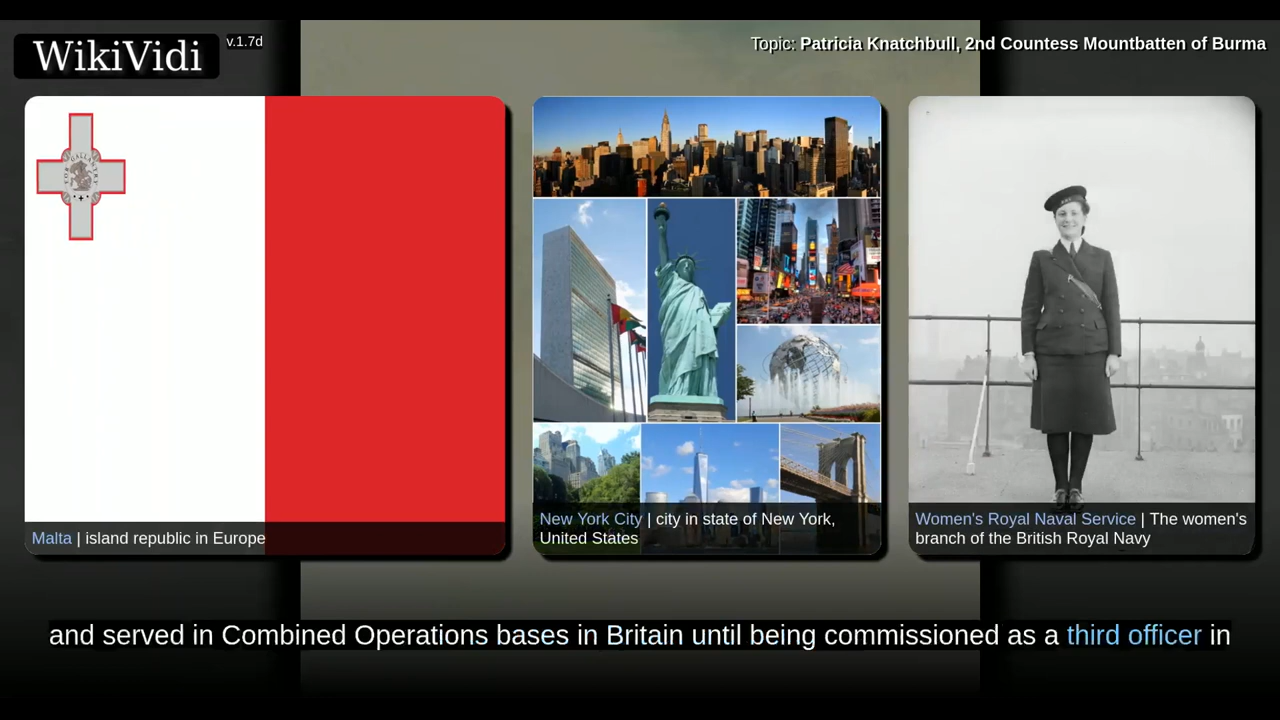 WikiVidi
v.1.7d
Topic: Patricia Knatchbull, 2nd Countess Mountbatten of Burma
FOR GALLANTRY
Malta | island republic in Europe
New York City | city in state of New York,
United States
Women's Royal Naval Service | The women's
branch of the British Royal Navy
and served in Combined Operations bases in Britain until being commissioned as a third officer in